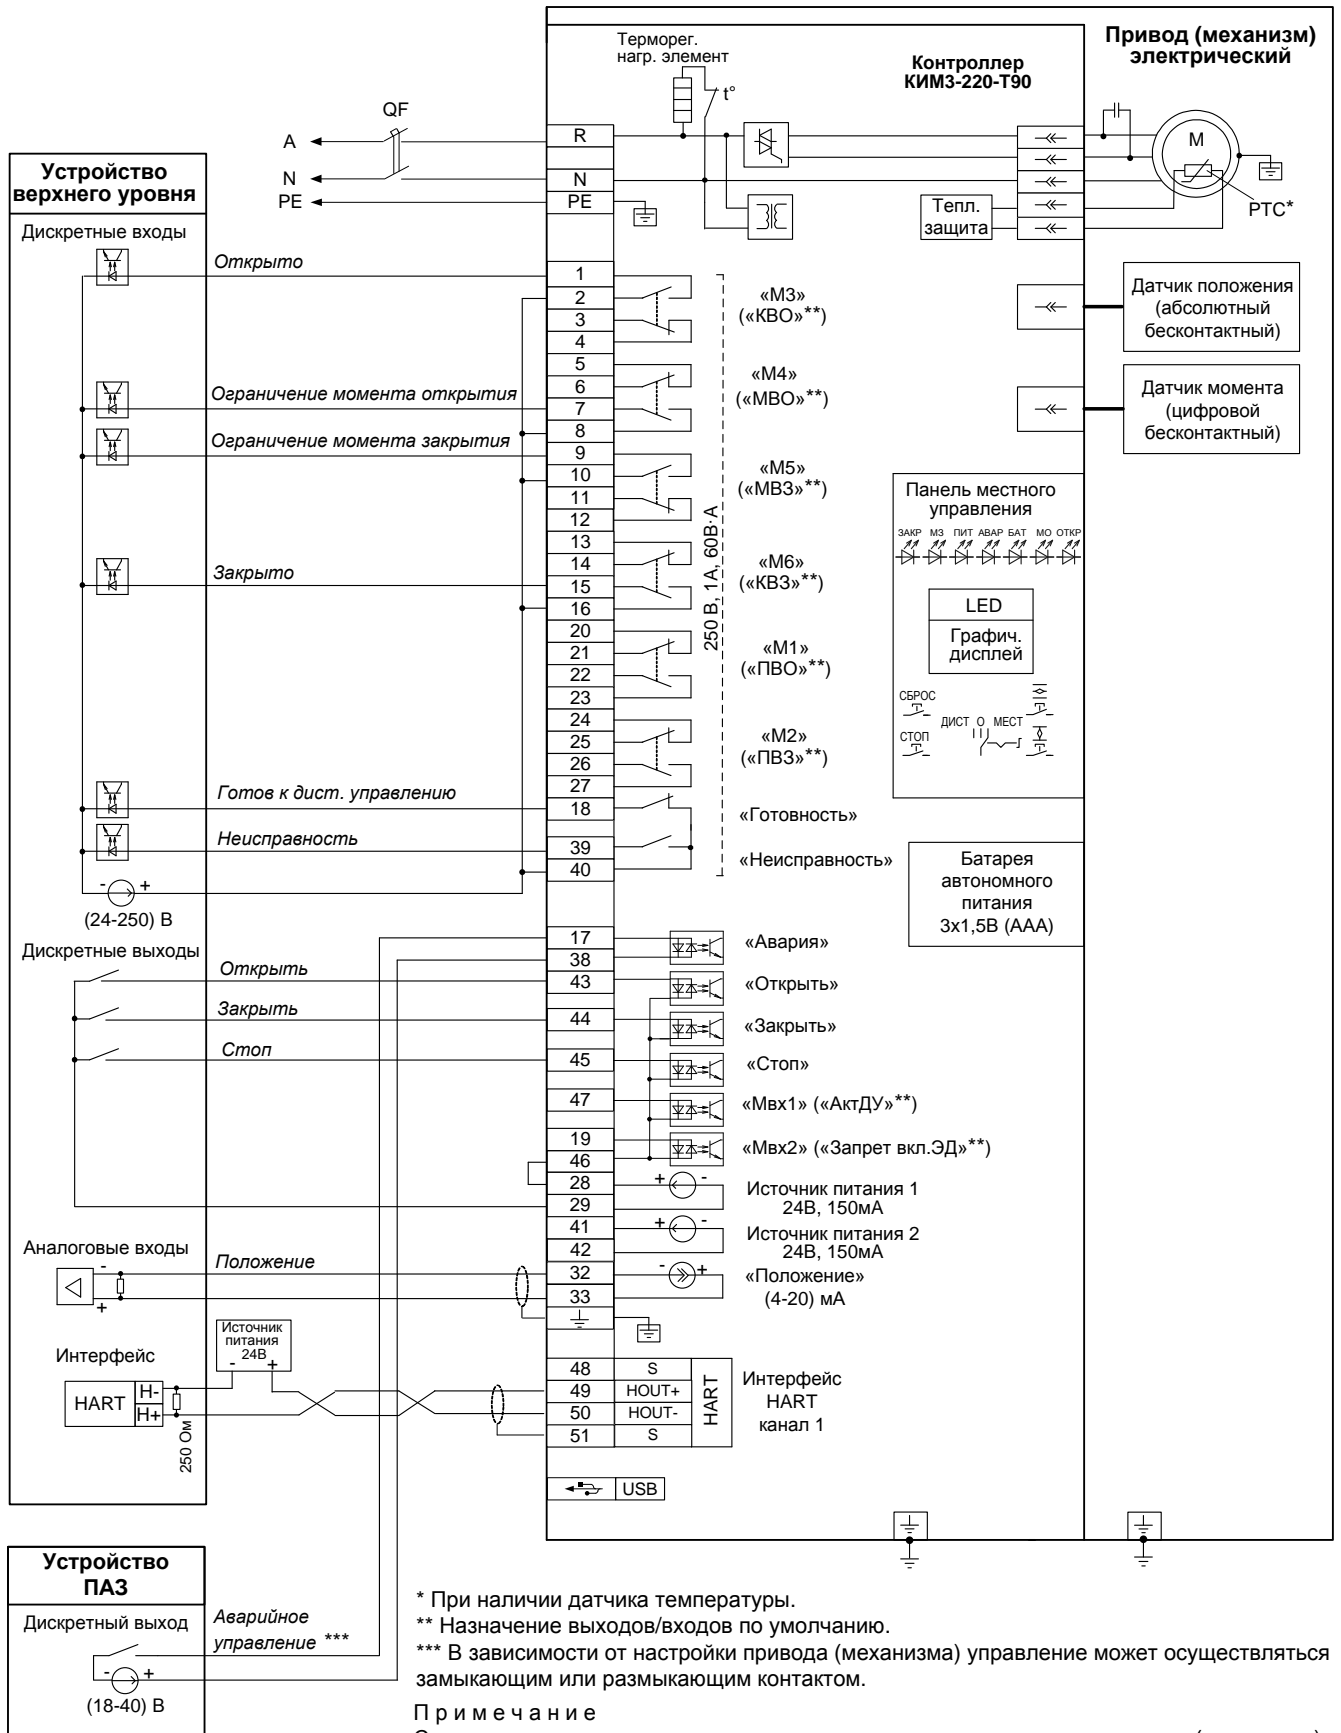 Привод (механизм)
электрический
Контроллер
КИМ3-220-Т90
Терморег.
нагр. элемент
t°
QF
A
N
PE
R
N
PE
M
PTC*
Тепл.
защита
Устройство
верхнего уровня
Дискретные входы
Открыто
1
2
3
4
«М3»
(«КВО»**)
Датчик положения
(абсолютный
бесконтактный)
5
6
7
8
«М4»
(«МВО»**)
Ограничение момента открытия
Датчик момента
(цифровой
бесконтактный)
Ограничение момента закрытия
9
10
11
12
«М5»
(«МВЗ»**)
250 В, 1А, 60В·А
Панель местного
управления
ЗАКР МЗ ПИТ АВАР БАТ МО ОТКР
LED
Графич.
дисплей
СБРОС
СТОП
ДИСТ О МЕСТ
Закрыто
13
14
15
16
«М6»
(«КВЗ»**)
20
21
22
23
«М1»
(«ПВО»**)
24
25
26
27
«М2»
(«ПВЗ»**)
Готов к дист. управлению
18
«Готовность»
Неисправность
39
40
«Неисправность»
- +
(24-250) В
Батарея
автономного
питания
3х1,5В (ААА)
Дискретные выходы
17
38
«Авария»
Открыть
43
«Открыть»
Закрыть
44
«Закрыть»
Стоп
45
«Стоп»
47
«Мвх1» («АктДУ»**)
19
46
«Мвх2» («Запрет вкл.ЭД»**)
28
29
+ -
Источник питания 1
24В, 150мА
41
42
+ -
Источник питания 2
24В, 150мА
Аналоговые входы
-
+
Положение
32
33
- +
«Положение»
(4-20) мА
Интерфейс
Источник
питания
24В
- +
HART
H-
H+
250 Ом
48 S
49 HOUT+
50 HOUT-
51 S
HART
Интерфейс
HART
канал 1
USB
Устройство
ПАЗ
Дискретный выход
Аварийное
управление ***
- +
(18-40) В
* При наличии датчика температуры.
** Назначение выходов/входов по умолчанию.
*** В зависимости от настройки привода (механизма) управление может осуществляться
замыкающим или размыкающим контактом.
П р и м е ч а н и е